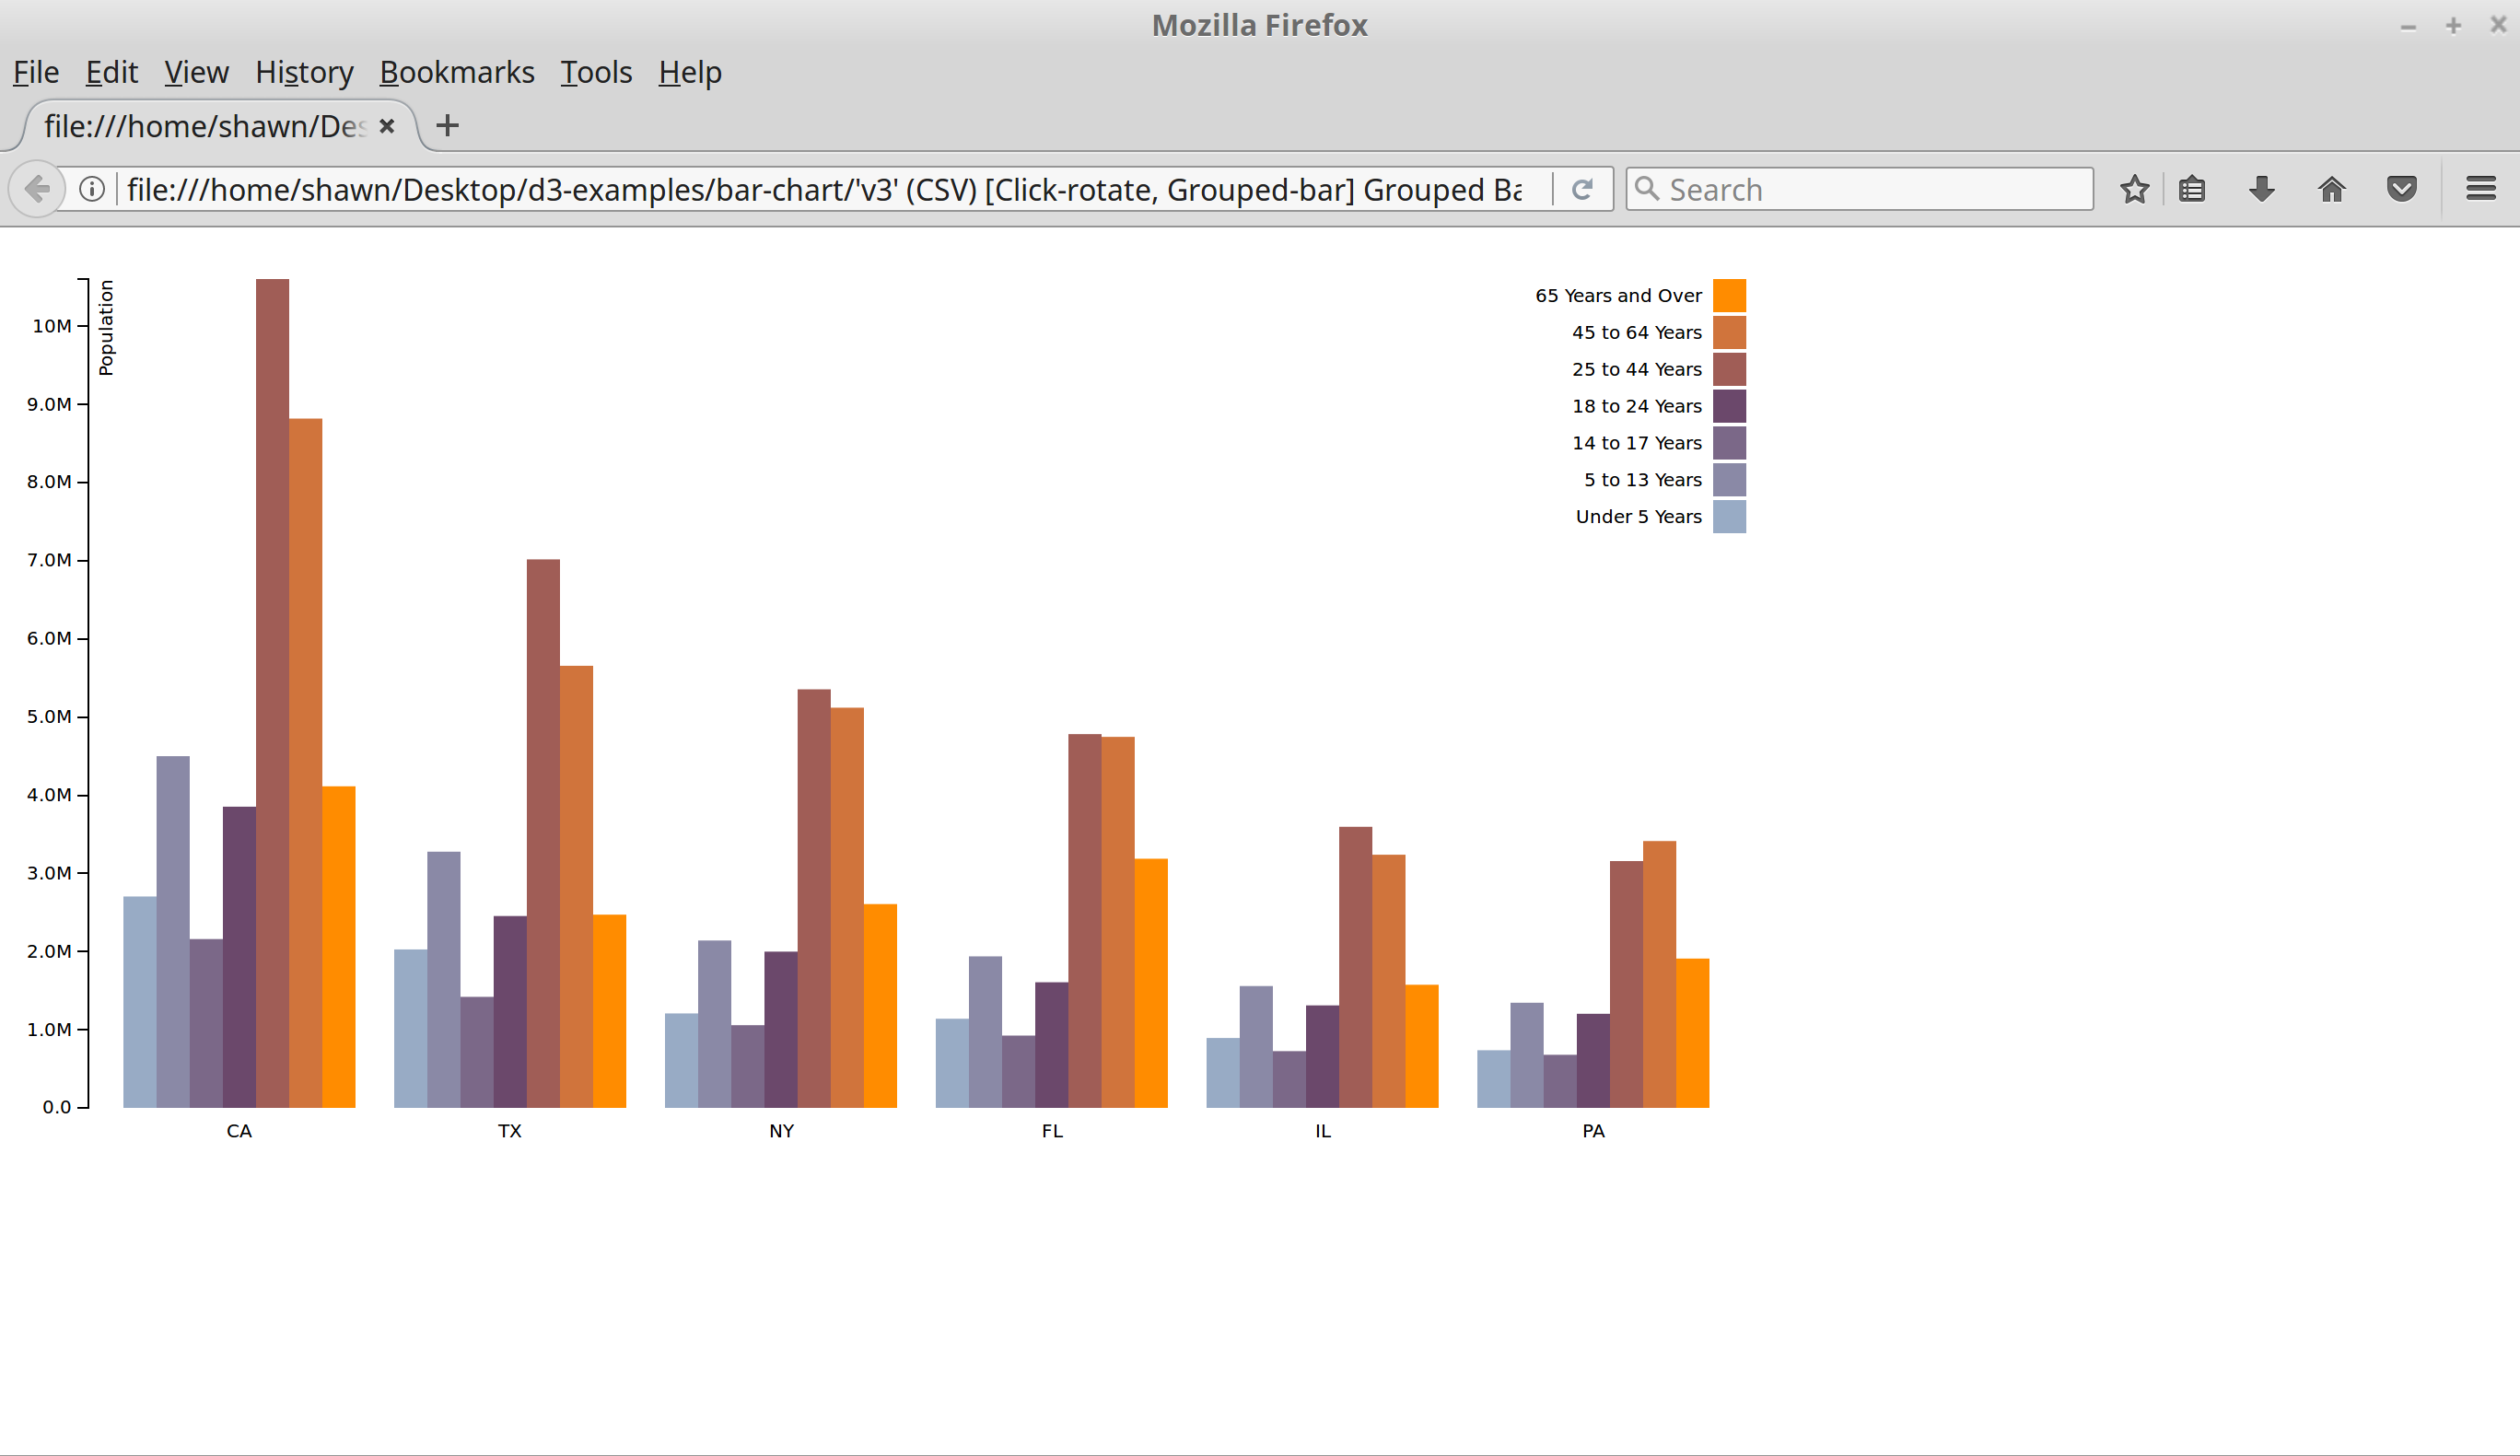 Mozilla Firefox
File Edit View History Bookmarks Tools Help
file:///home/shawn/Des
file:///home/shawn/Desktop/d3-examples/bar-chart/'v3' (CSV) [Click-rotate, Grouped-bar] Grouped Ba
Search
Population
10M
9.0M
8.0M
7.0M
6.0M
5.0M
4.0M
3.0M
2.0M
1.0M
0.0
65 Years and Over
45 to 64 Years
25 to 44 Years
18 to 24 Years
14 to 17 Years
5 to 13 Years
Under 5 Years
CA TX NY FL IL PA